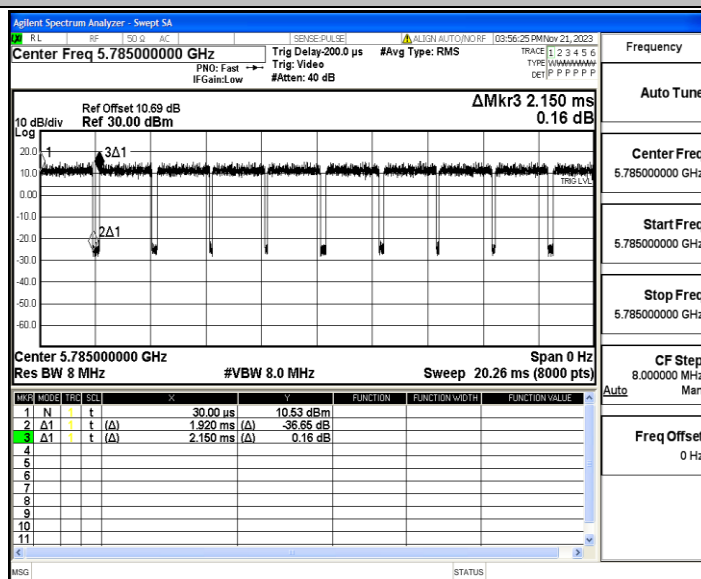 Agilent Spectrum Analyzer - Swept SA
RL RF 50 Ω AC SENSE:PULSE ALIGN AUTO/NO RF 03:56:25 PM Nov 21, 2023
Center Freq 5.785000000 GHz
PNO: Fast
IFGain:Low
Trig Delay-200.0 µs
Trig: Video
#Atten: 40 dB
#Avg Type: RMS
TRACE 1 2 3 4 5 6
TYPE
DET P P P P P P
Frequency
Auto Tune
Center Freq
5.785000000 GHz
Start Freq
5.785000000 GHz
Stop Freq
5.785000000 GHz
CF Step
8.000000 MHz
Auto Man
Freq Offset
0 Hz
Ref Offset 10.69 dB
10 dB/div Ref 30.00 dBm
Log
ΔMkr3 2.150 ms
0.16 dB
20.0
10.0
0.00
-10.0
-20.0
-30.0
-40.0
-50.0
-60.0
1
3Δ1
2Δ1
TRIG LVL
Center 5.785000000 GHz Span 0 Hz
Res BW 8 MHz #VBW 8.0 MHz Sweep 20.26 ms (8000 pts)
MKR MODE TRC SCL X Y FUNCTION FUNCTION WIDTH FUNCTION VALUE
1 N 1 t 30.00 µs 10.53 dBm
2 Δ1 1 t (Δ) 1.920 ms (Δ) -36.65 dB
3 Δ1 1 t (Δ) 2.150 ms (Δ) 0.16 dB
4
5
6
7
8
9
10
11
MSG STATUS